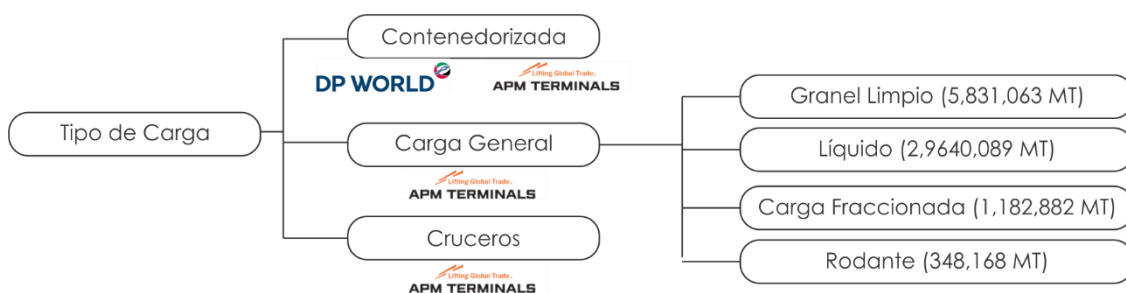 Tipo de Carga
Contenedorizada
DP WORLD
Lifting Global Trade.
APM TERMINALS
Carga General
Lifting Global Trade.
APM TERMINALS
Cruceros
Lifting Global Trade.
APM TERMINALS
Granel Limpio (5,831,063 MT)
Líquido (2,9640,089 MT)
Carga Fraccionada (1,182,882 MT)
Rodante (348,168 MT)